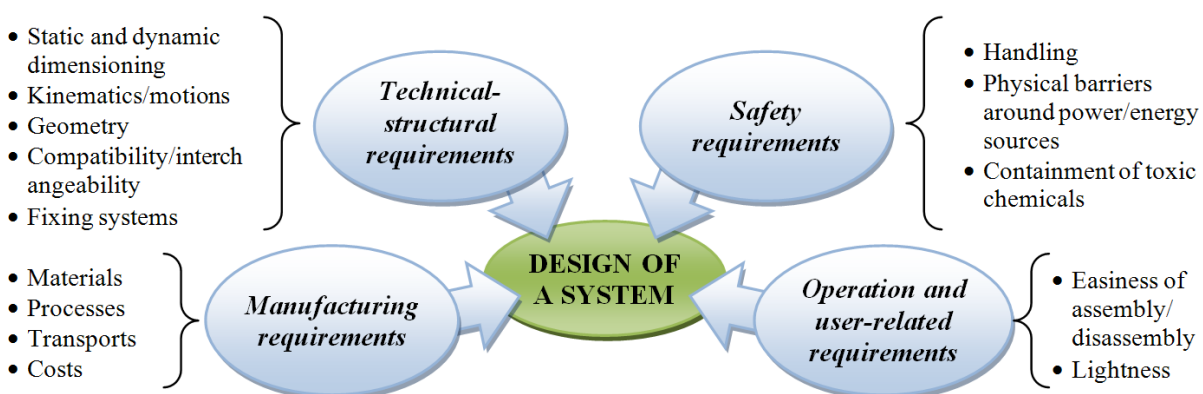 • Static and dynamic
dimensioning
• Kinematics/motions
• Geometry
• Compatibility/interch
angeability
• Fixing systems
Technical-
structural
requirements
Safety
requirements
• Handling
• Physical barriers
around power/energy
sources
• Containment of toxic
chemicals
• Materials
• Processes
• Transports
• Costs
Manufacturing
requirements
DESIGN OF
A SYSTEM
Operation and
user-related
requirements
• Easiness of
assembly/
disassembly
• Lightness